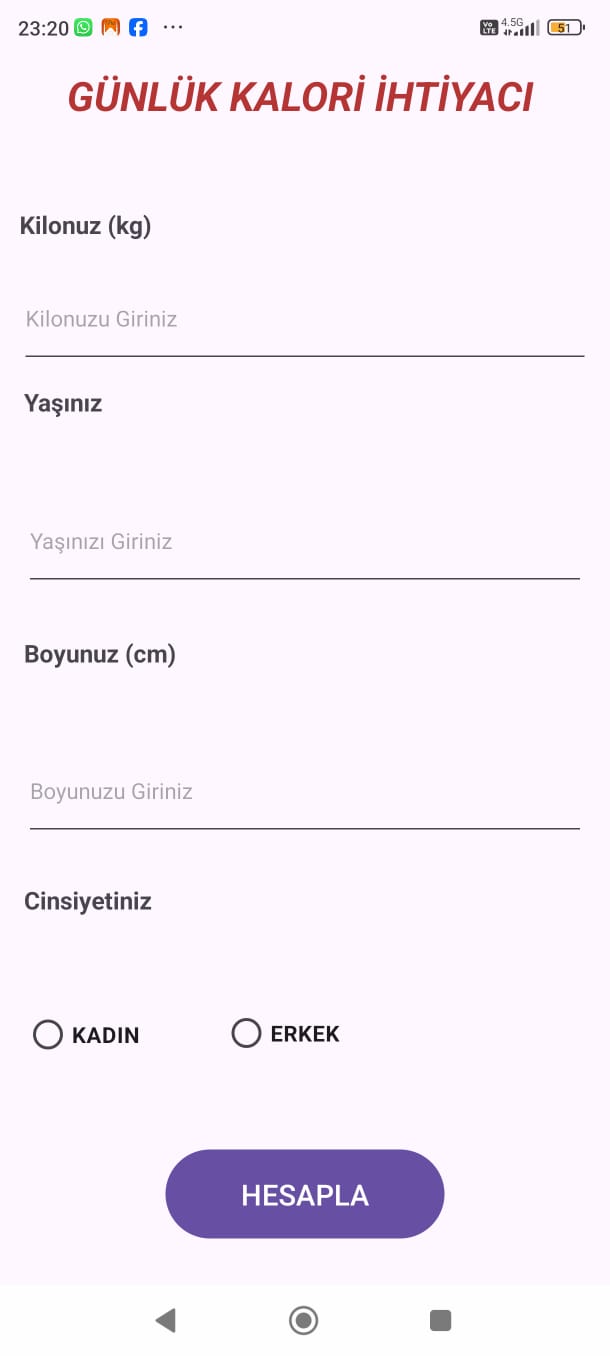 23:20 ... Vo LTE 4.5G 51
GÜNLÜK KALORİ İHTİYACI
Kilonuz (kg)
Kilonuzu Giriniz
Yaşınız
Yaşınızı Giriniz
Boyunuz (cm)
Boyunuzu Giriniz
Cinsiyetiniz
KADIN ERKEK
HESAPLA